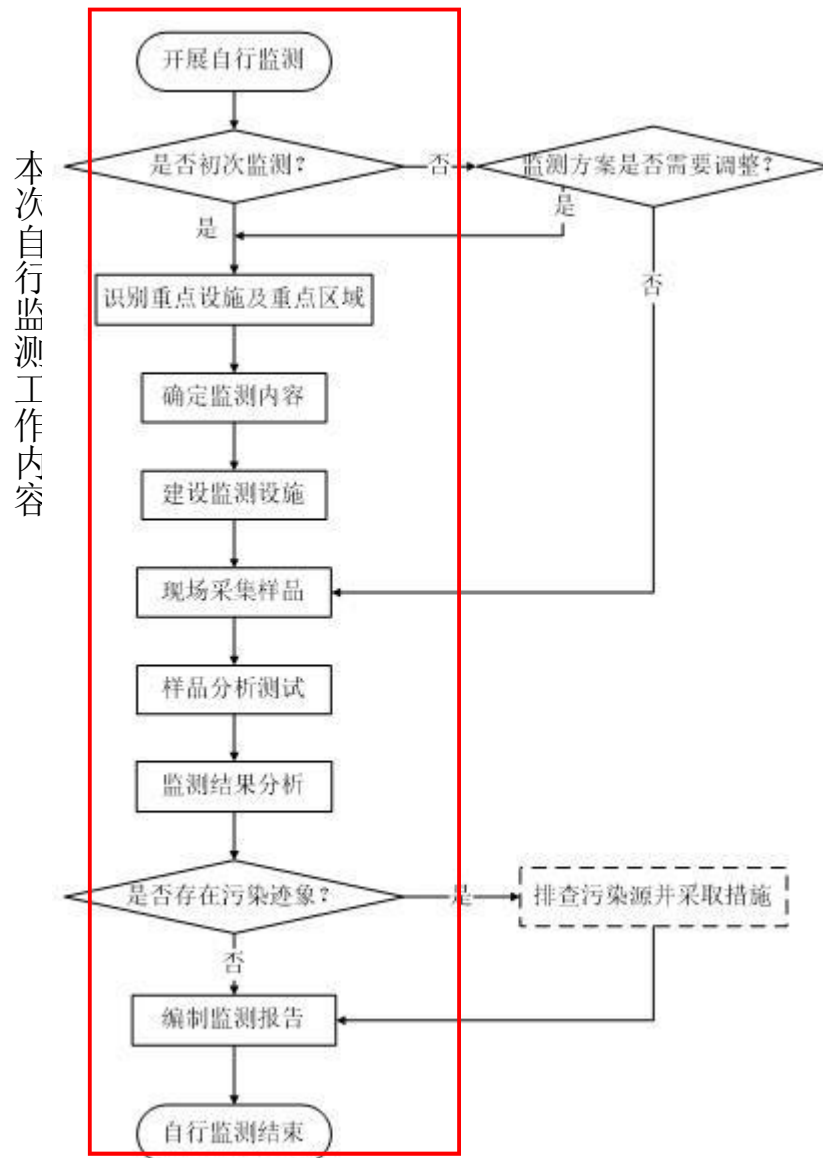 开展自行监测
本次自行监测工作内容
是否初次监测?
否
监测方案是否需要调整?
是
是
否
识别重点设施及重点区域
确定监测内容
建设监测设施
现场采集样品
样品分析测试
监测结果分析
是否存在污染迹象?
是
排查污染源并采取措施
否
编制监测报告
自行监测结束